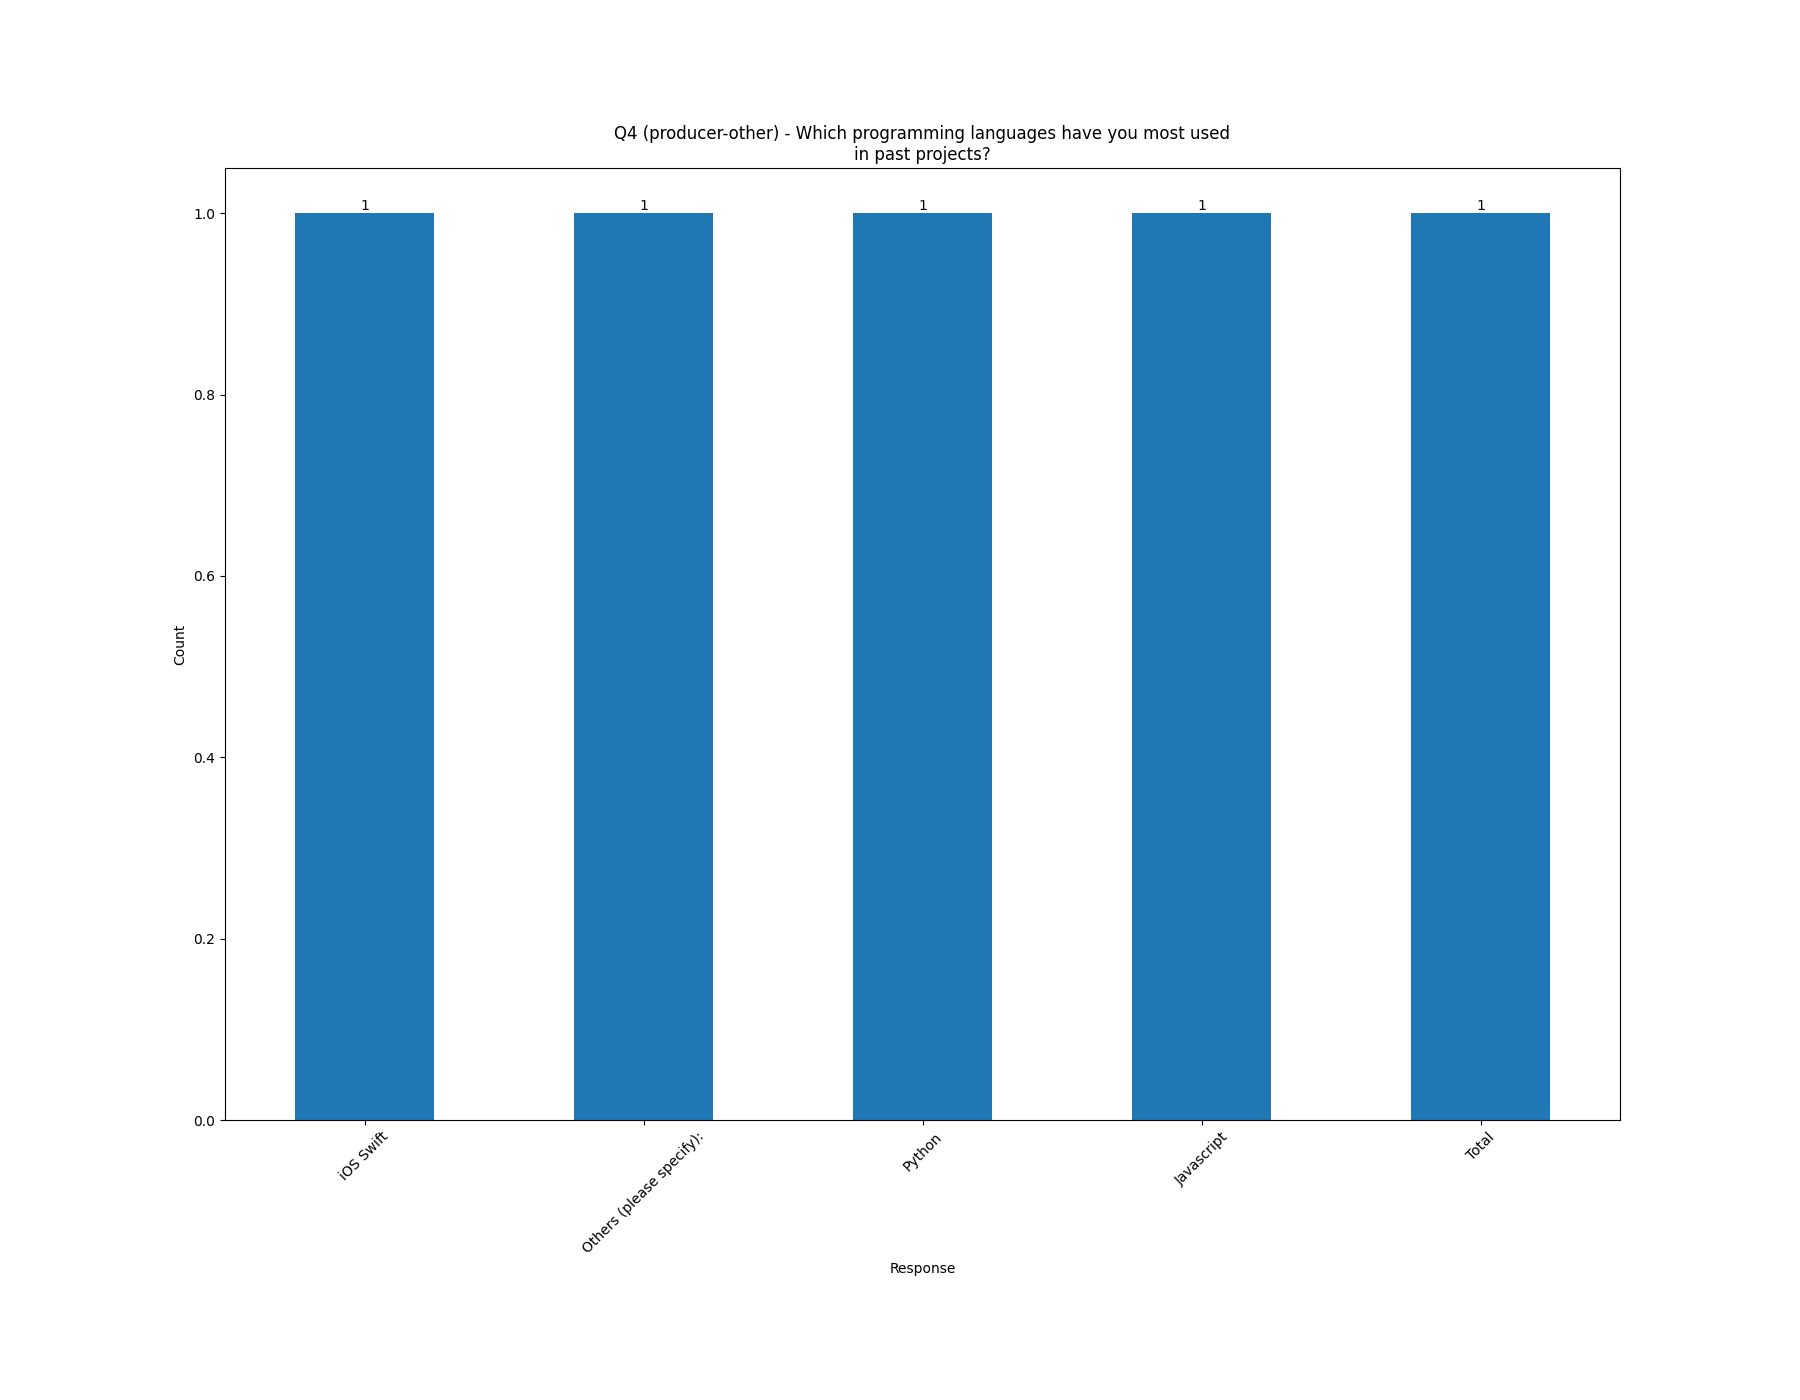 Q4 (producer-other) - Which programming languages have you most used
in past projects?
1
1
1
1
1
1.0
0.8
0.6
0.4
0.2
0.0
Count
iOS Swift
Others (please specify):
Python
Javascript
Total
Response